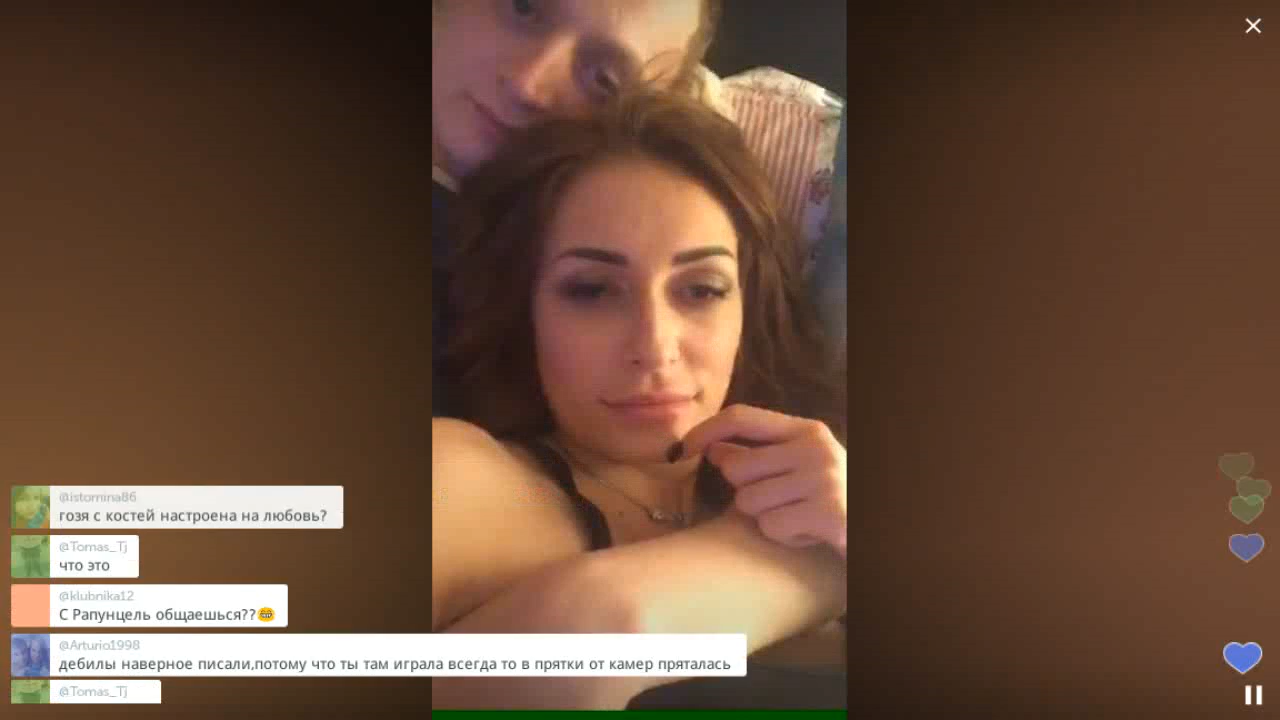 @istomina86
гозя с костей настроена на любовь?
@Tomas_Tj
что это
@klubnika12
С Рапунцель общаешься??🤓
@Arturio1998
дебилы наверное писали,потому что ты там играла всегда то в прятки от камер пряталась
@Tomas_Tj